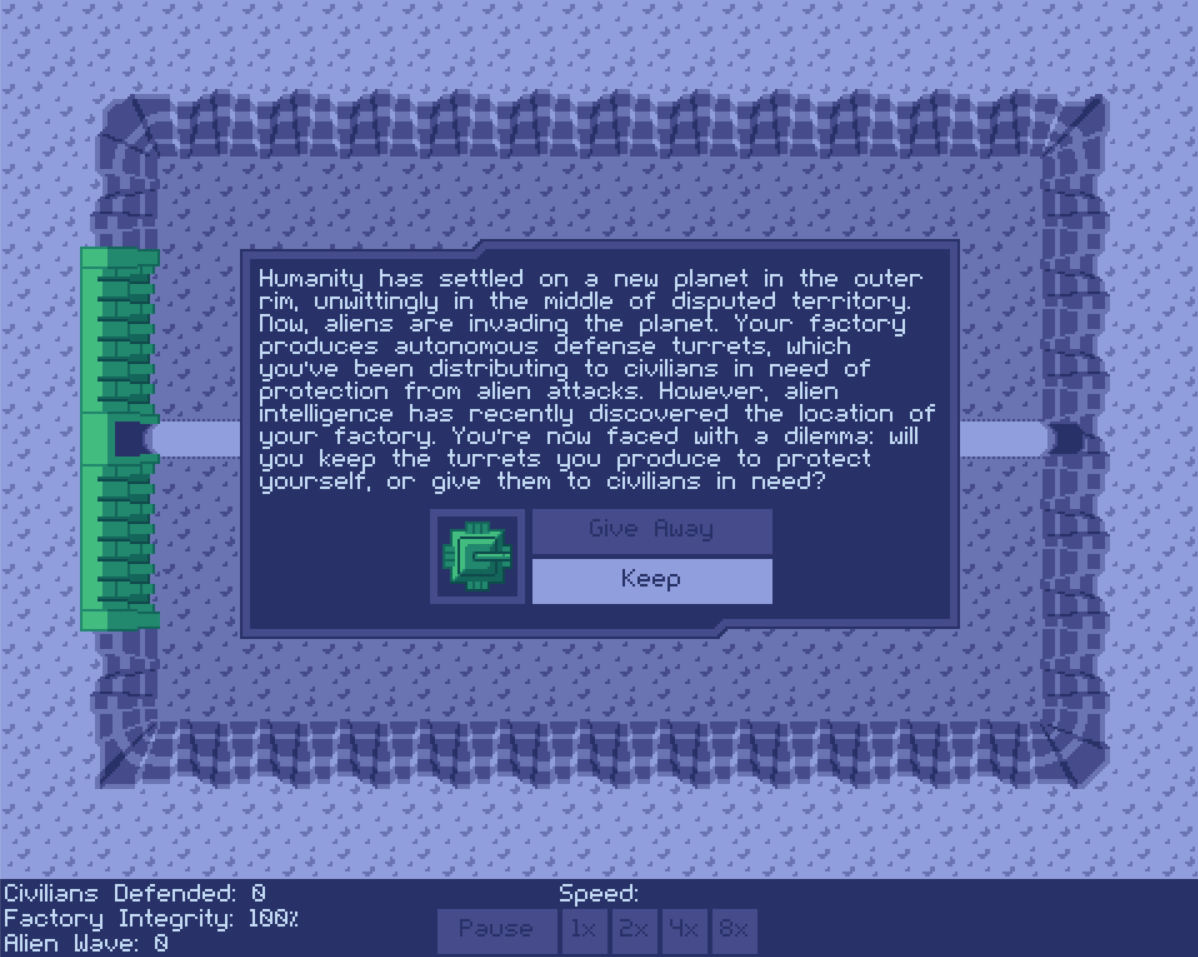 Humanity has settled on a new planet in the outer
rim, unwittingly in the middle of disputed territory.
Now, aliens are invading the planet. Your factory
produces autonomous defense turrets, which
you've been distributing to civilians in need of
protection from alien attacks. However, alien
intelligence has recently discovered the location of
your factory. You're now faced with a dilemma: will
you keep the turrets you produce to protect
yourself, or give them to civilians in need?
Give Away
Keep
Civilians Defended: 0
Factory Integrity: 100%
Alien Wave: 0
Speed:
Pause 1x 2x 4x 8x